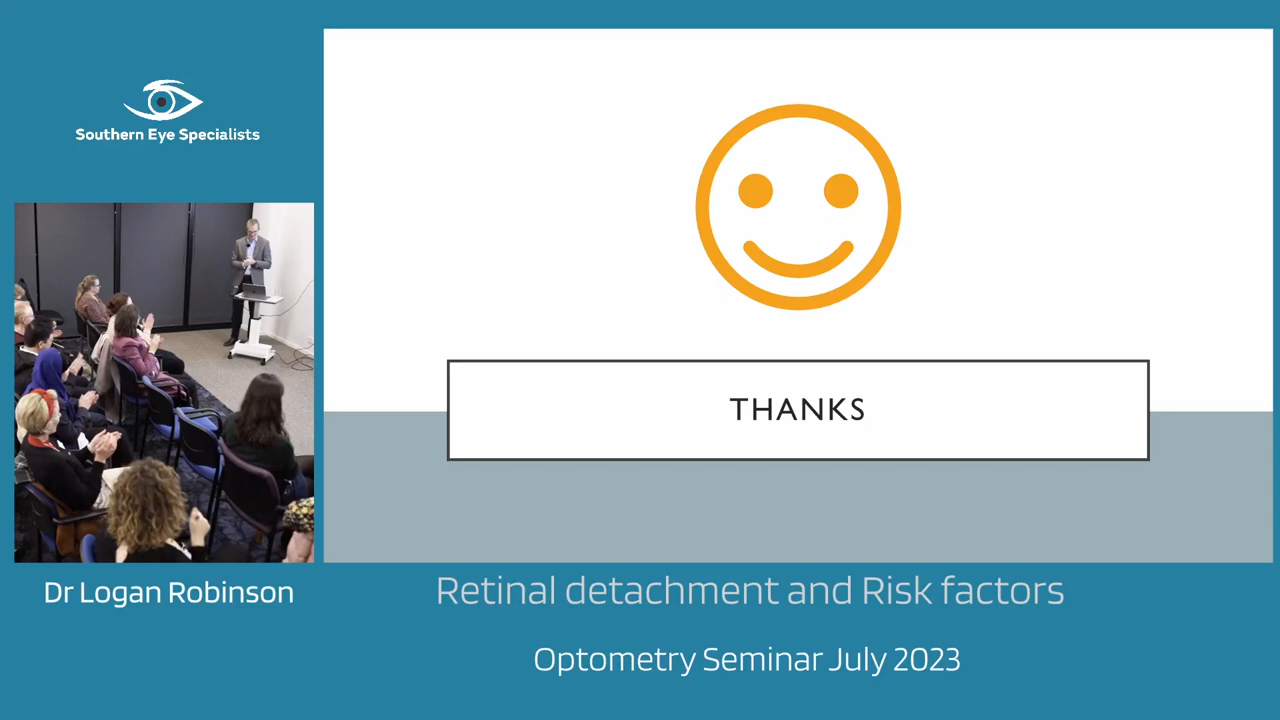 Southern Eye Specialists
THANKS
Dr Logan Robinson
Retinal detachment and Risk factors
Optometry Seminar July 2023